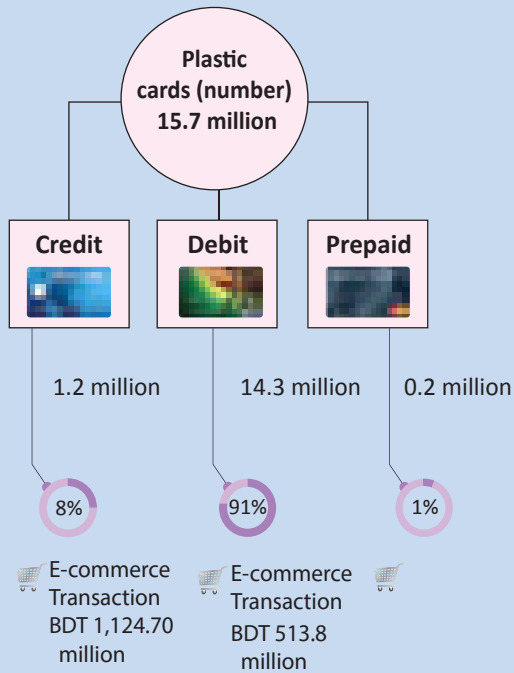 Plastic
cards (number)
15.7 million
Credit
Debit
Prepaid
1.2 million
14.3 million
0.2 million
8%
91%
1%
E-commerce
Transaction
BDT 1,124.70
million
E-commerce
Transaction
BDT 513.8
million